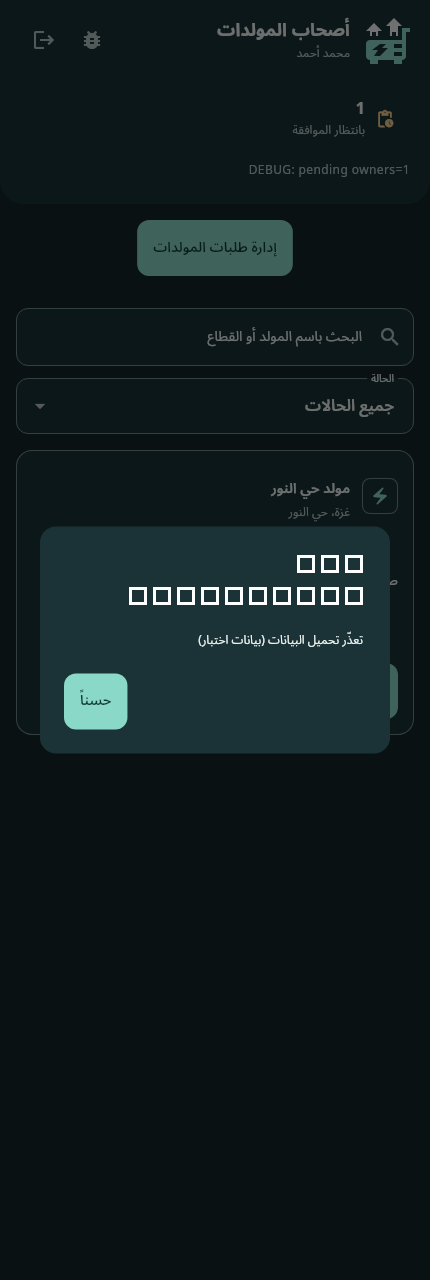 أصحاب المولدات
محمد أحمد
1
بانتظار الموافقة
DEBUG: pending owners=1
إدارة طلبات المولدات
البحث باسم المولد أو القطاع
الحالة
جميع الحالات
مولد حي النور
غزة، حي النور
تعذّر تحميل البيانات (بيانات اختبار)
حسناً